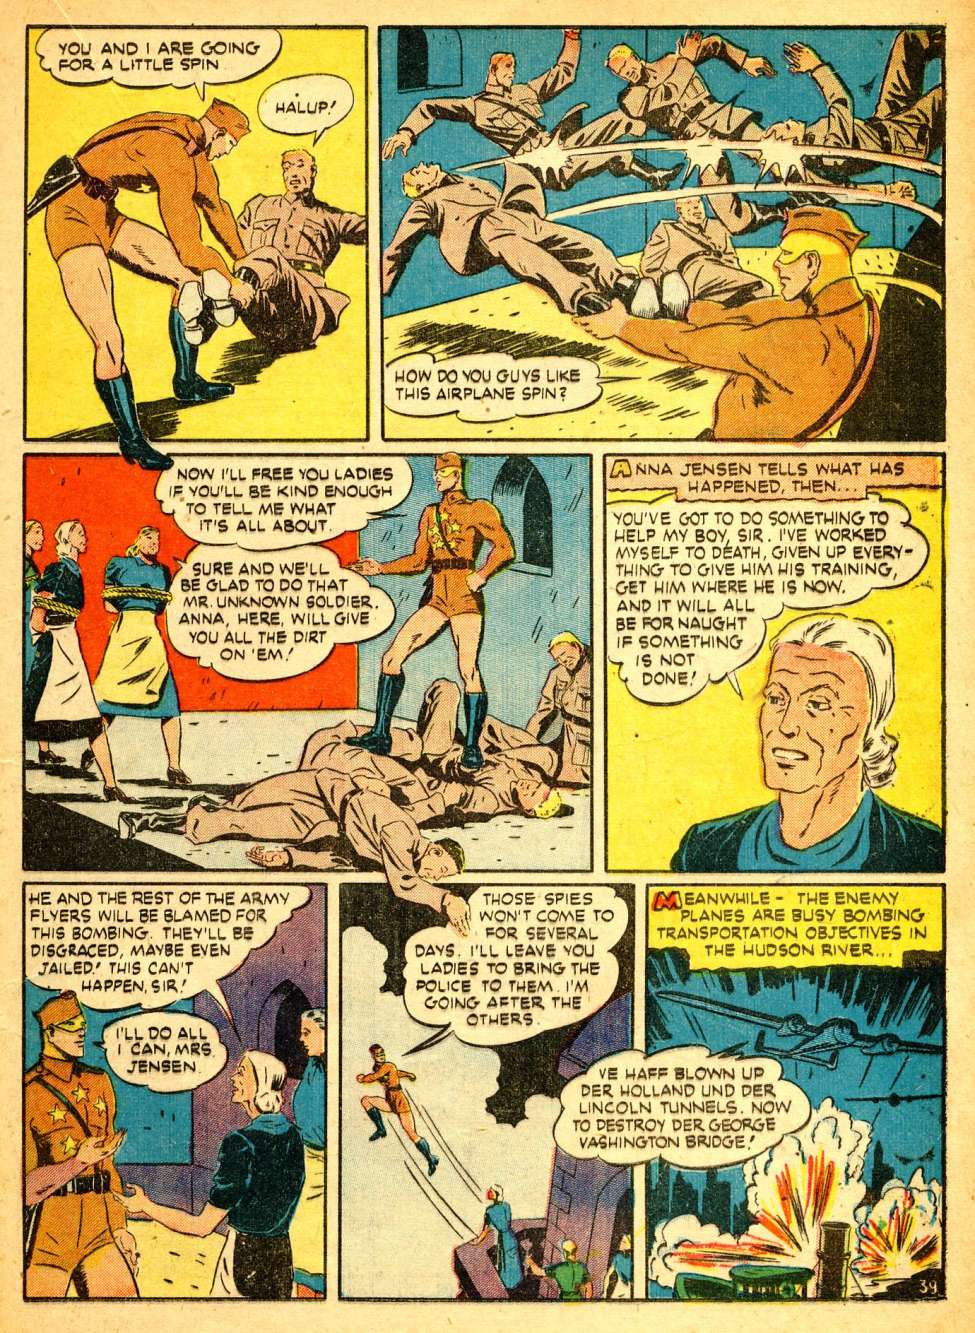 YOU AND I ARE GOING
FOR A LITTLE SPIN
HALUP!
HOW DO YOU GUYS LIKE
THIS AIRPLANE SPIN?
NOW I'LL FREE YOU LADIES
IF YOU'LL BE KIND ENOUGH
TO TELL ME WHAT
IT'S ALL ABOUT.
SURE AND WE'LL
BE GLAD TO DO THAT
MR. UNKNOWN SOLDIER.
ANNA, HERE, WILL GIVE
YOU ALL THE DIRT
ON 'EM!
ANNA JENSEN TELLS WHAT HAS
HAPPENED, THEN...
YOU'VE GOT TO DO SOMETHING TO
HELP MY BOY, SIR. I'VE WORKED
MYSELF TO DEATH, GIVEN UP EVERY-
THING TO GIVE HIM HIS TRAINING,
GET HIM WHERE HE IS NOW.
AND IT WILL ALL
BE FOR NAUGHT
IF SOMETHING
IS NOT
DONE!
HE AND THE REST OF THE ARMY
FLYERS WILL BE BLAMED FOR
THIS BOMBING. THEY'LL BE
DISGRACED, MAYBE EVEN
JAILED! THIS CAN'T
HAPPEN, SIR!
I'LL DO ALL
I CAN, MRS.
JENSEN.
THOSE SPIES
WON'T COME TO
FOR SEVERAL
DAYS. I'LL LEAVE YOU
LADIES TO BRING THE
POLICE TO THEM. I'M
GOING AFTER THE
OTHERS.
MEANWHILE - THE ENEMY
PLANES ARE BUSY BOMBING
TRANSPORTATION OBJECTIVES IN
THE HUDSON RIVER...
VE HAFF BLOWN UP
DER HOLLAND UND DER
LINCOLN TUNNELS. NOW
TO DESTROY DER GEORGE
VASHINGTON BRIDGE!
39